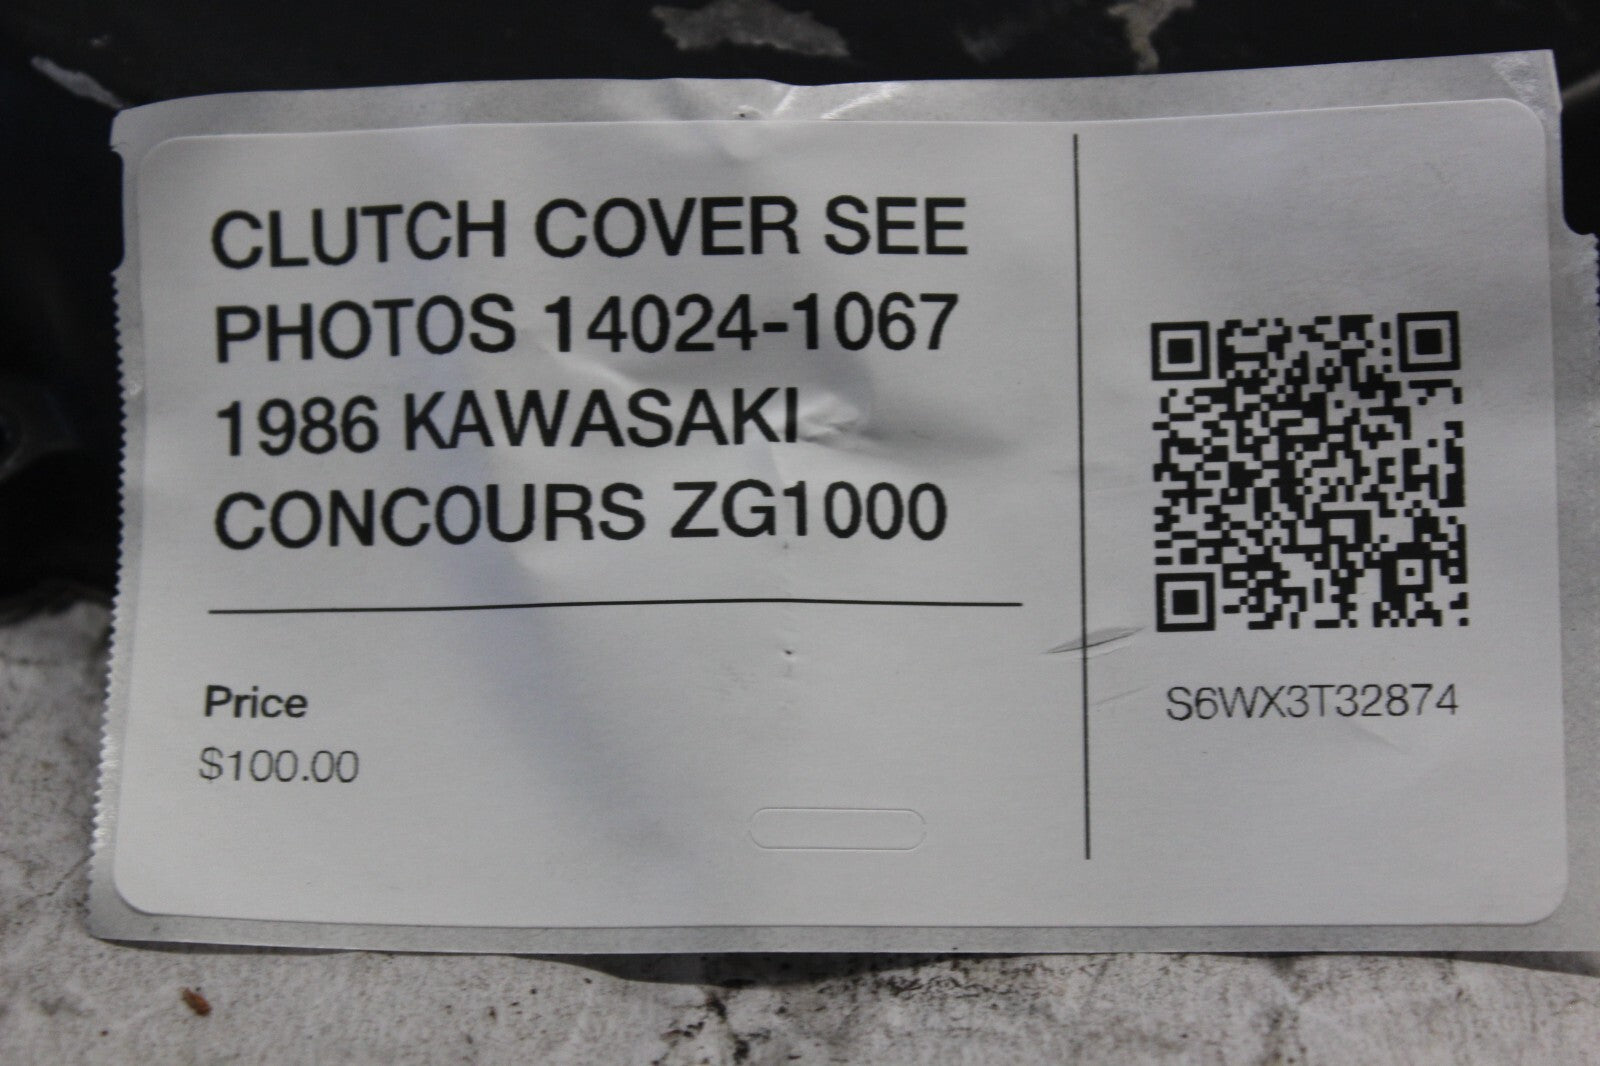 CLUTCH COVER SEE
PHOTOS 14024-1067
1986 KAWASAKI
CONCOURS ZG1000
Price
$100.00
S6WX3T32874